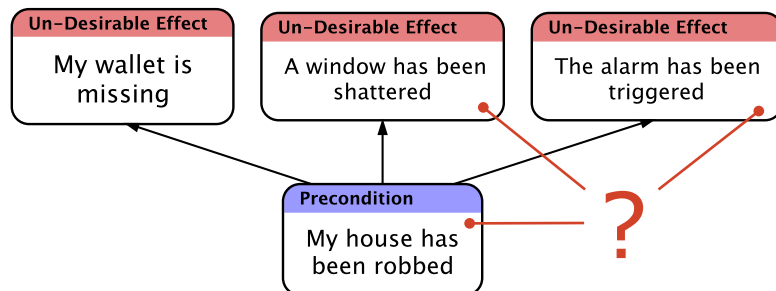 Un-Desirable Effect
My wallet is
missing
Un-Desirable Effect
A window has been
shattered
Un-Desirable Effect
The alarm has been
triggered
Precondition
My house has
been robbed
?